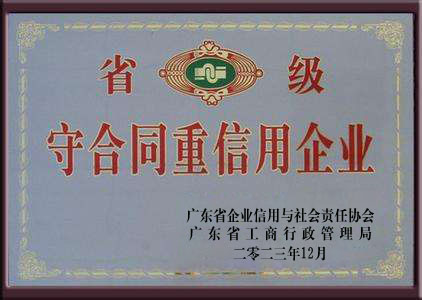 省 级
守合同重信用企业
广东省企业信用与社会责任协会
广东省工商行政管理局
二零二三年12月